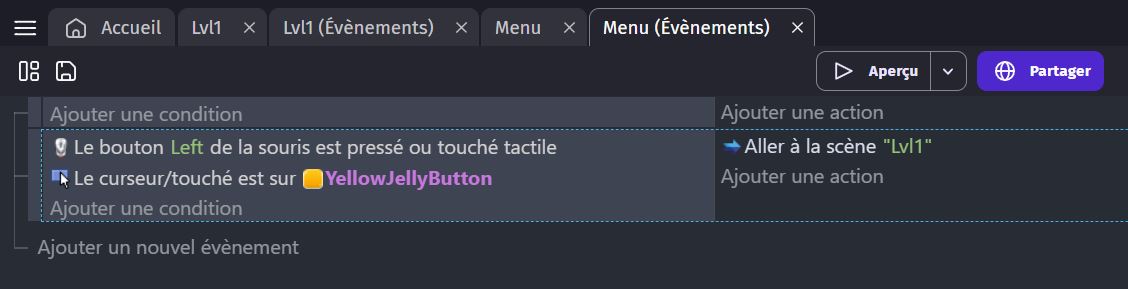 Accueil Lvl1 Lvl1 (Évènements) Menu Menu (Évènements)
Aperçu Partager
Ajouter une condition Ajouter une action
Le bouton Left de la souris est pressé ou touché tactile Aller à la scène "Lvl1"
Le curseur/touché est sur YellowJellyButton Ajouter une action
Ajouter une condition
Ajouter un nouvel évènement